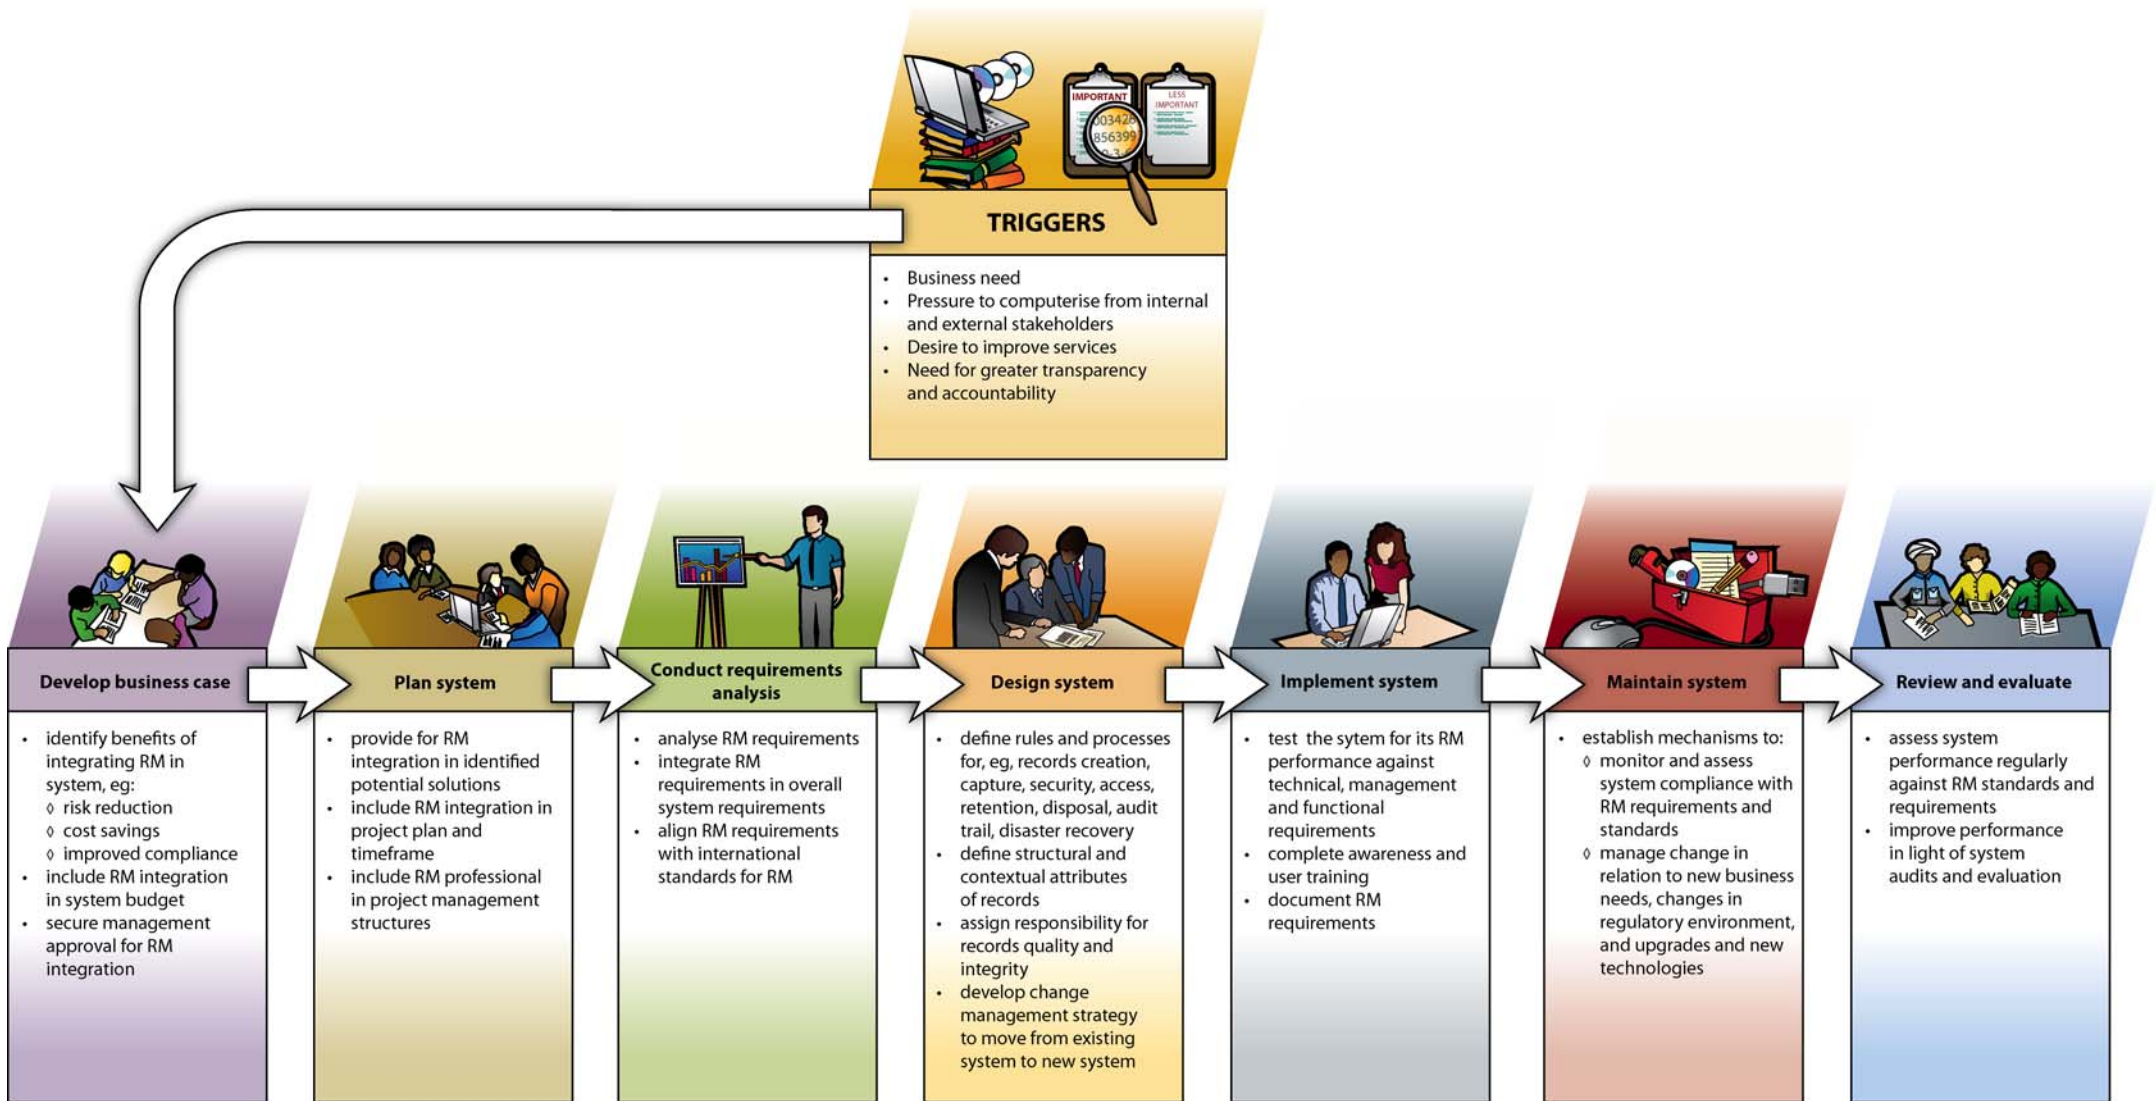 IMPORTANT
003426
856399
0-3-6
LESS
IMPORTANT
TRIGGERS
• Business need
• Pressure to computerise from internal
and external stakeholders
• Desire to improve services
• Need for greater transparency
and accountability
Develop business case
• identify benefits of
integrating RM in
system, eg:
◊ risk reduction
◊ cost savings
◊ improved compliance
• include RM integration
in system budget
• secure management
approval for RM
integration
Plan system
• provide for RM
integration in identified
potential solutions
• include RM integration in
project plan and
timeframe
• include RM professional
in project management
structures
Conduct requirements
analysis
• analyse RM requirements
• integrate RM
requirements in overall
system requirements
• align RM requirements
with international
standards for RM
Design system
• define rules and processes
for, eg, records creation,
capture, security, access,
retention, disposal, audit
trail, disaster recovery
• define structural and
contextual attributes
of records
• assign responsibility for
records quality and
integrity
• develop change
management strategy
to move from existing
system to new system
Implement system
• test the sytem for its RM
performance against
technical, management
and functional
requirements
• complete awareness and
user training
• document RM
requirements
Maintain system
• establish mechanisms to:
◊ monitor and assess
system compliance with
RM requirements and
standards
◊ manage change in
relation to new business
needs, changes in
regulatory environment,
and upgrades and new
technologies
Review and evaluate
• assess system
performance regularly
against RM standards and
requirements
• improve performance
in light of system
audits and evaluation